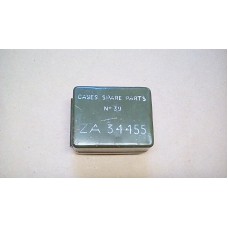 CASES SPARE PARTS
No 39
ZA 34455